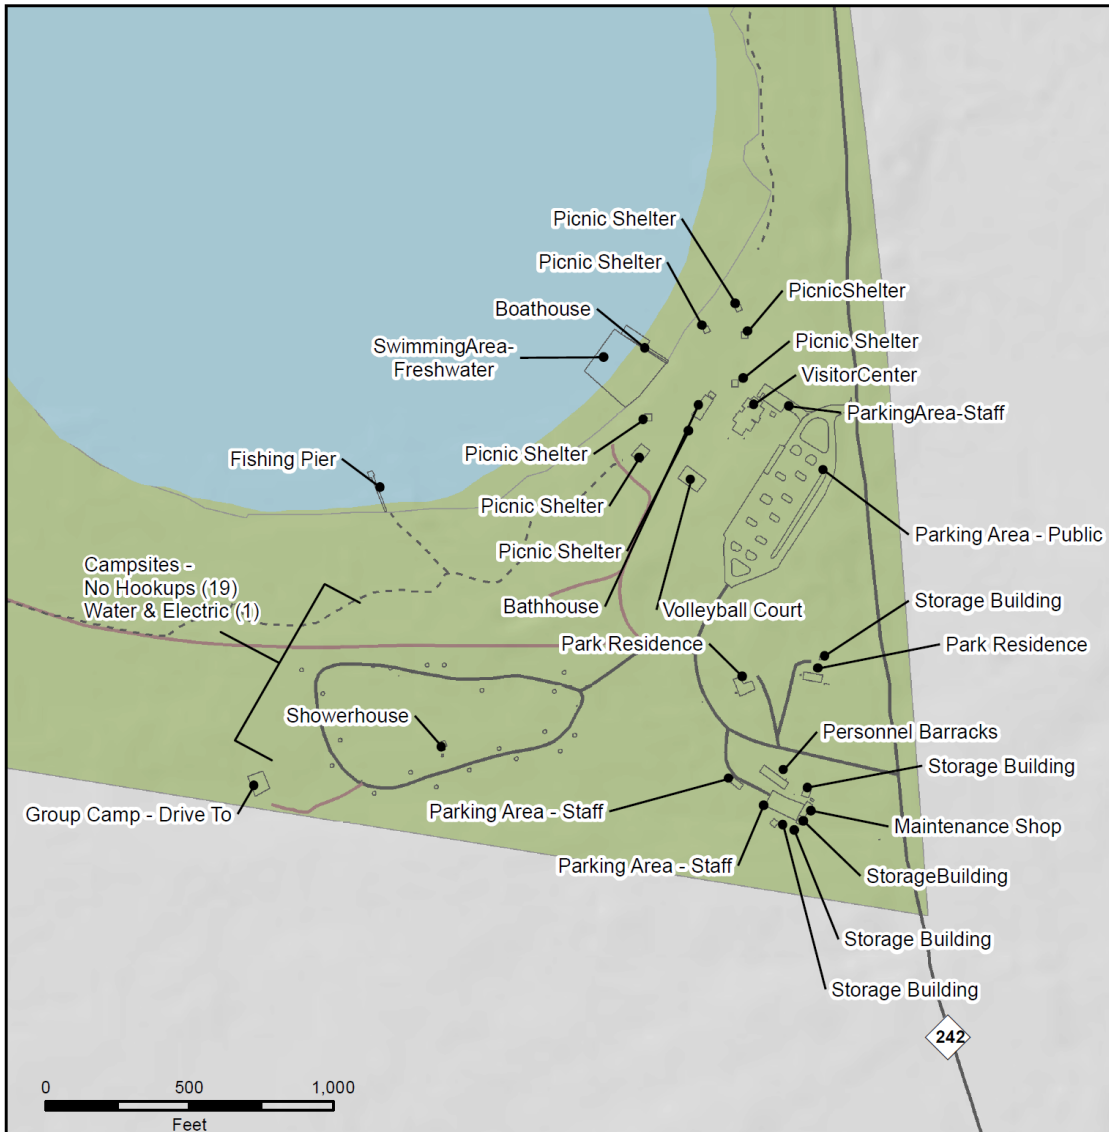 Picnic Shelter
Picnic Shelter
PicnicShelter
Boathouse
Picnic Shelter
SwimmingArea-
Freshwater
VisitorCenter
ParkingArea-Staff
Picnic Shelter
Fishing Pier
Picnic Shelter
Parking Area - Public
Picnic Shelter
Campsites -
No Hookups (19)
Water & Electric (1)
Bathhouse
Volleyball Court
Storage Building
Park Residence
Park Residence
Showerhouse
Personnel Barracks
Storage Building
Group Camp - Drive To
Parking Area - Staff
Maintenance Shop
Parking Area - Staff
StorageBuilding
Storage Building
Storage Building
242
0 500 1,000
Feet